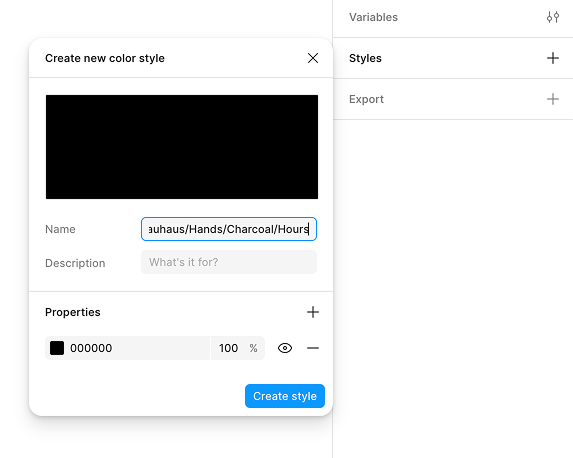 Variables
Create new color style
Styles
Export
Name
auhaus/Hands/Charcoal/Hours
Description
What's it for?
Properties
000000
100 %
Create style